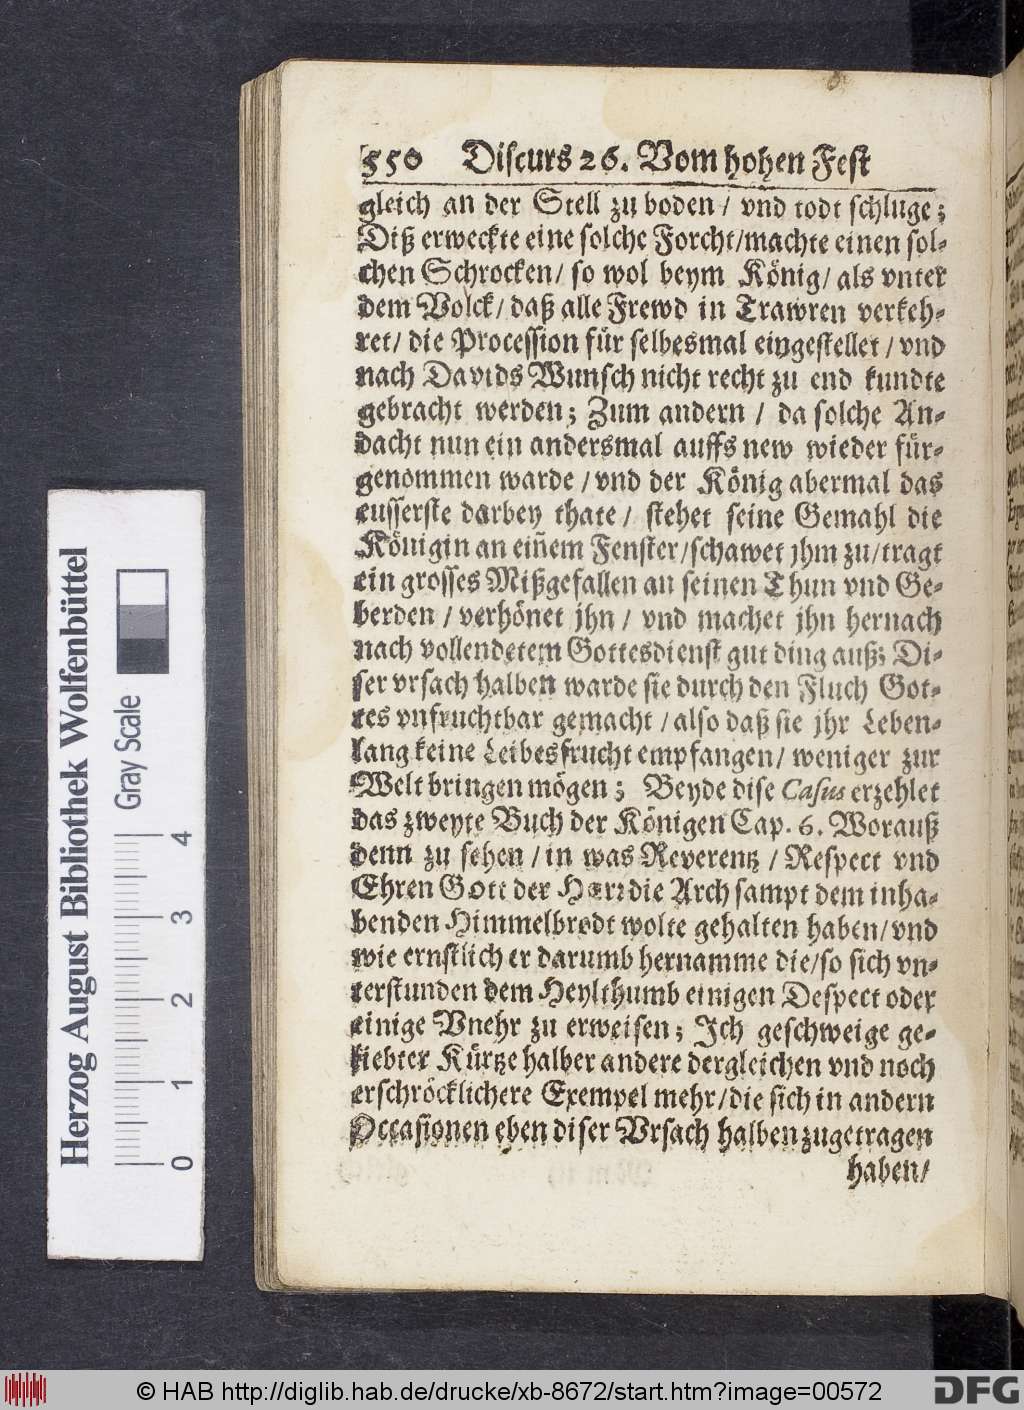 550 Discurs 26. Vom hohen Fest
gleich an der Stell zu boden / vnd todt schluge;
Diß erweckte eine solche Forcht/machte einen sol-
chen Schrocken/ so wol beym König/ als vnter
dem Volck/ daß alle Frewd in Trawren verkeh-
ret/ die Procession für selbesmal eingestellet/ vnd
nach Davids Wunsch nicht recht zu end kundte
gebracht werden; Zum andern / da solche An-
dacht nun ein andersmal auffs new wieder für-
genommen warde / vnd der König abermal das
eusserste darbey thate/ stehet seine Gemahl die
Königin an eiñem Fenster/schawet jhm zu/tragt
ein grosses Mißgefallen an seinen Thun vnd Ge-
berden / verhönet jhn / vnd machet jhn hernach
nach vollendetem Gottesdienst gut ding auß; Di-
ser vrsach halben warde sie durch den Fluch Got-
tes vnfruchtbar gemacht / also daß sie jhr Leben-
lang keine Leibesfrucht empfangen/ weniger zur
Welt bringen mögen; Beyde dise Casus erzehlet
das zweyte Buch der Königen Cap. 6. Worauß
denn zu sehen / in was Reverentz / Respect vnd
Ehren Gott der Herr die Arch sampt dem inha-
benden Himmelbrodt wolte gehalten haben/ vnd
wie ernstlich er darumb hernamme die/so sich vn-
terstunden dem Heylthumb einigen Despect oder
einige Vnehr zu erweisen; Ich geschweige ge-
liebter Kürtze halber andere dergleichen vnd noch
erschröcklichere Exempel mehr/die sich in andern
Occasionen eben diser Vrsach halben zugetragen
haben/
Herzog August Bibliothek Wolfenbüttel
Gray Scale
0 1 2 3 4
© HAB http://diglib.hab.de/drucke/xb-8672/start.htm?image=00572
DFG